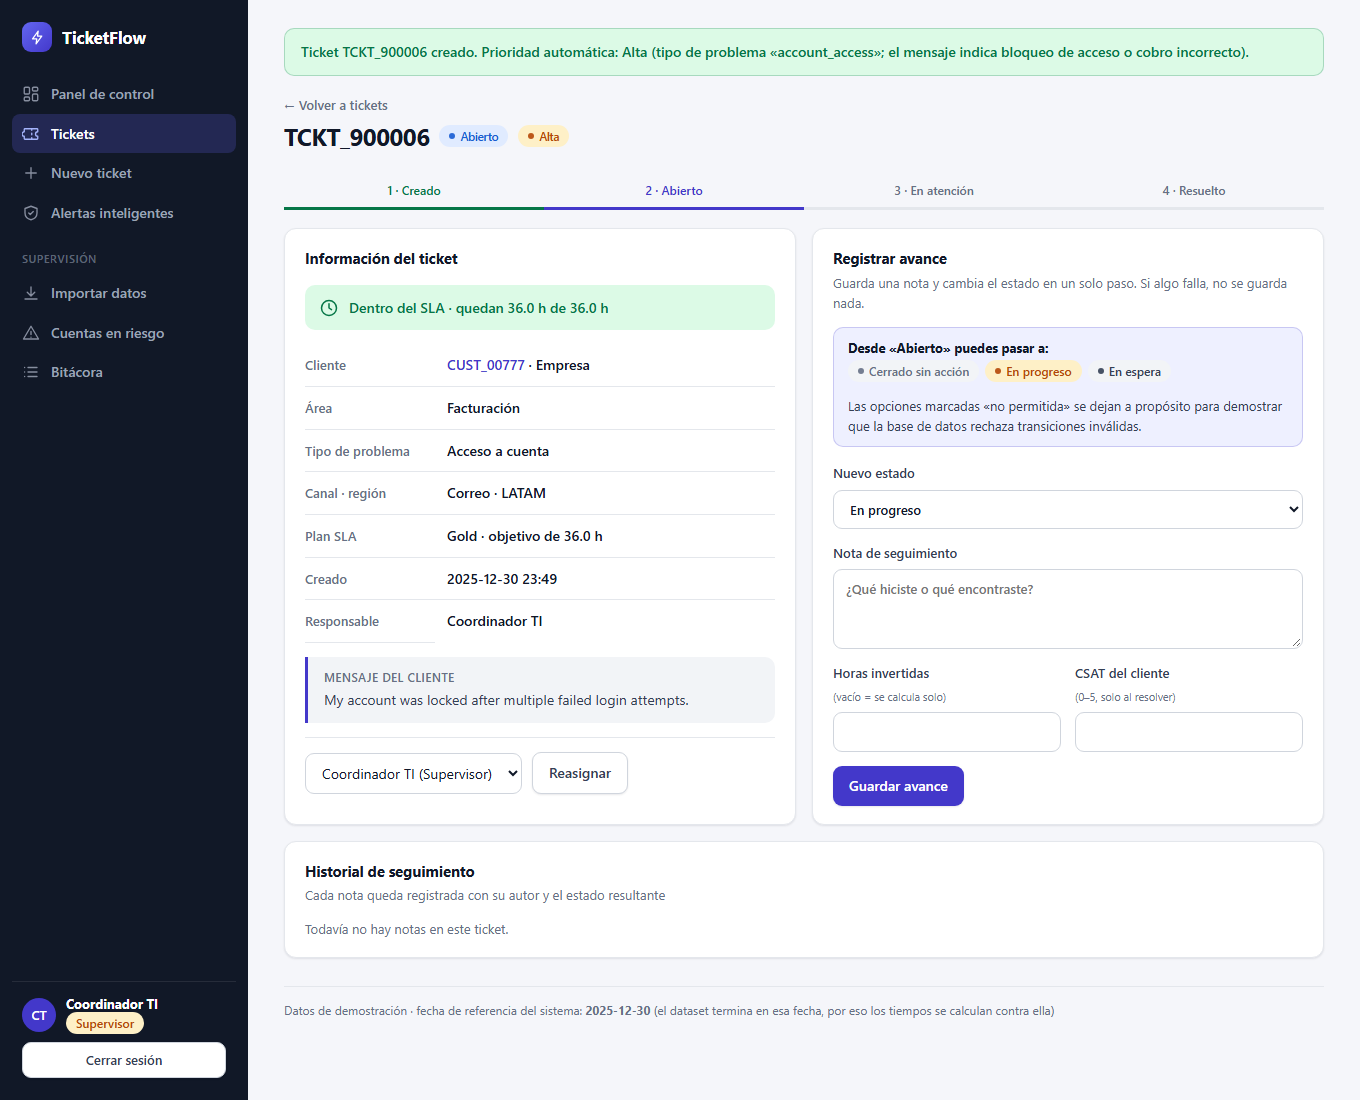 TicketFlow
Panel de control
Tickets
Nuevo ticket
Alertas inteligentes
SUPERVISIÓN
Importar datos
Cuentas en riesgo
Bitácora
CT
Coordinador TI
Supervisor
Cerrar sesión
Ticket TCKT_900006 creado. Prioridad automática: Alta (tipo de problema «account_access»; el mensaje indica bloqueo de acceso o cobro incorrecto).
← Volver a tickets
TCKT_900006 Abierto Alta
1 · Creado 2 · Abierto 3 · En atención 4 · Resuelto
Información del ticket
Dentro del SLA · quedan 36.0 h de 36.0 h
Cliente CUST_00777 · Empresa
Área Facturación
Tipo de problema Acceso a cuenta
Canal · región Correo · LATAM
Plan SLA Gold · objetivo de 36.0 h
Creado 2025-12-30 23:49
Responsable Coordinador TI
MENSAJE DEL CLIENTE
My account was locked after multiple failed login attempts.
Coordinador TI (Supervisor) Reasignar
Registrar avance
Guarda una nota y cambia el estado en un solo paso. Si algo falla, no se guarda
nada.
Desde «Abierto» puedes pasar a:
Cerrado sin acción En progreso En espera
Las opciones marcadas «no permitida» se dejan a propósito para demostrar
que la base de datos rechaza transiciones inválidas.
Nuevo estado
En progreso
Nota de seguimiento
¿Qué hiciste o qué encontraste?
Horas invertidas CSAT del cliente
(vacío = se calcula solo) (0–5, solo al resolver)
Guardar avance
Historial de seguimiento
Cada nota queda registrada con su autor y el estado resultante
Todavía no hay notas en este ticket.
Datos de demostración · fecha de referencia del sistema: 2025-12-30 (el dataset termina en esa fecha, por eso los tiempos se calculan contra ella)